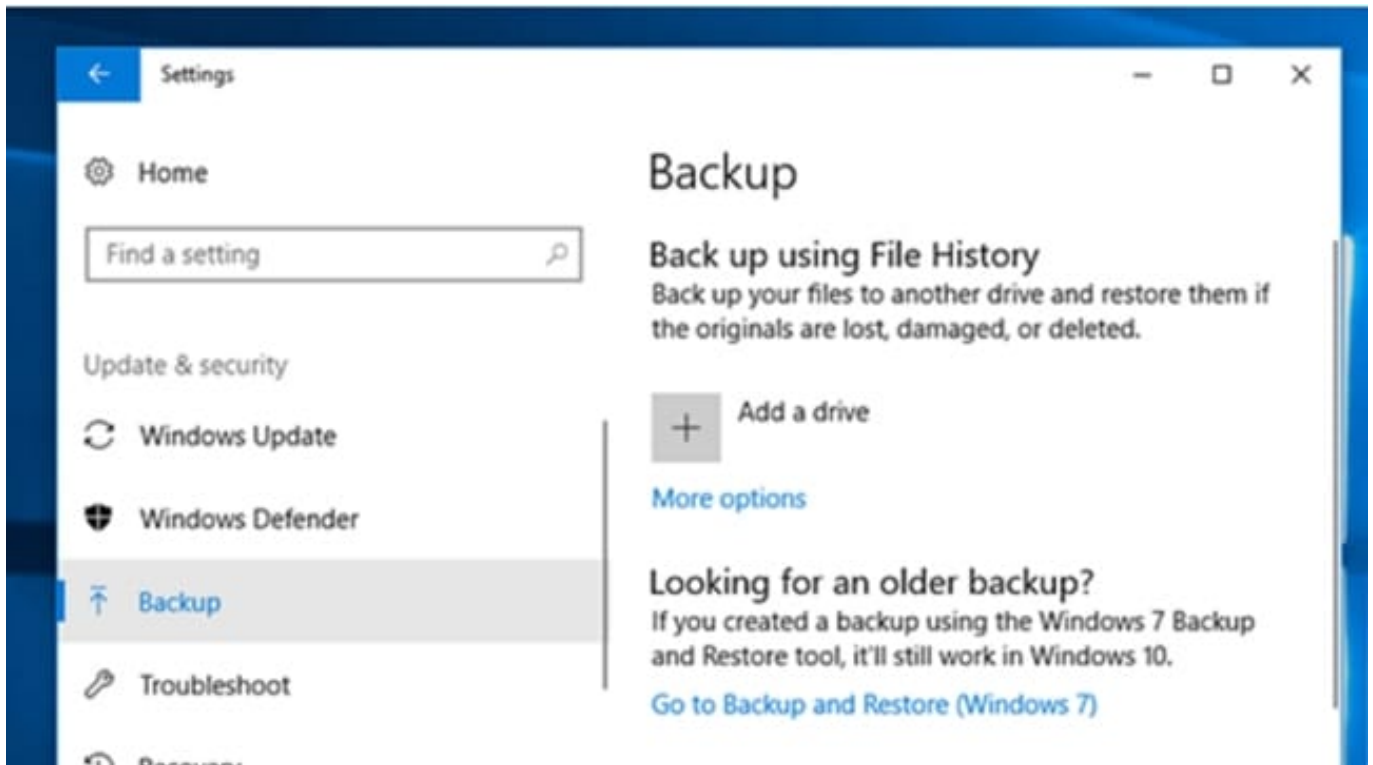 Settings
Home
Find a setting
Update & security
Windows Update
Windows Defender
Backup
Troubleshoot
Backup
Back up using File History
Back up your files to another drive and restore them if
the originals are lost, damaged, or deleted.
Add a drive
More options
Looking for an older backup?
If you created a backup using the Windows 7 Backup
and Restore tool, it'll still work in Windows 10.
Go to Backup and Restore (Windows 7)